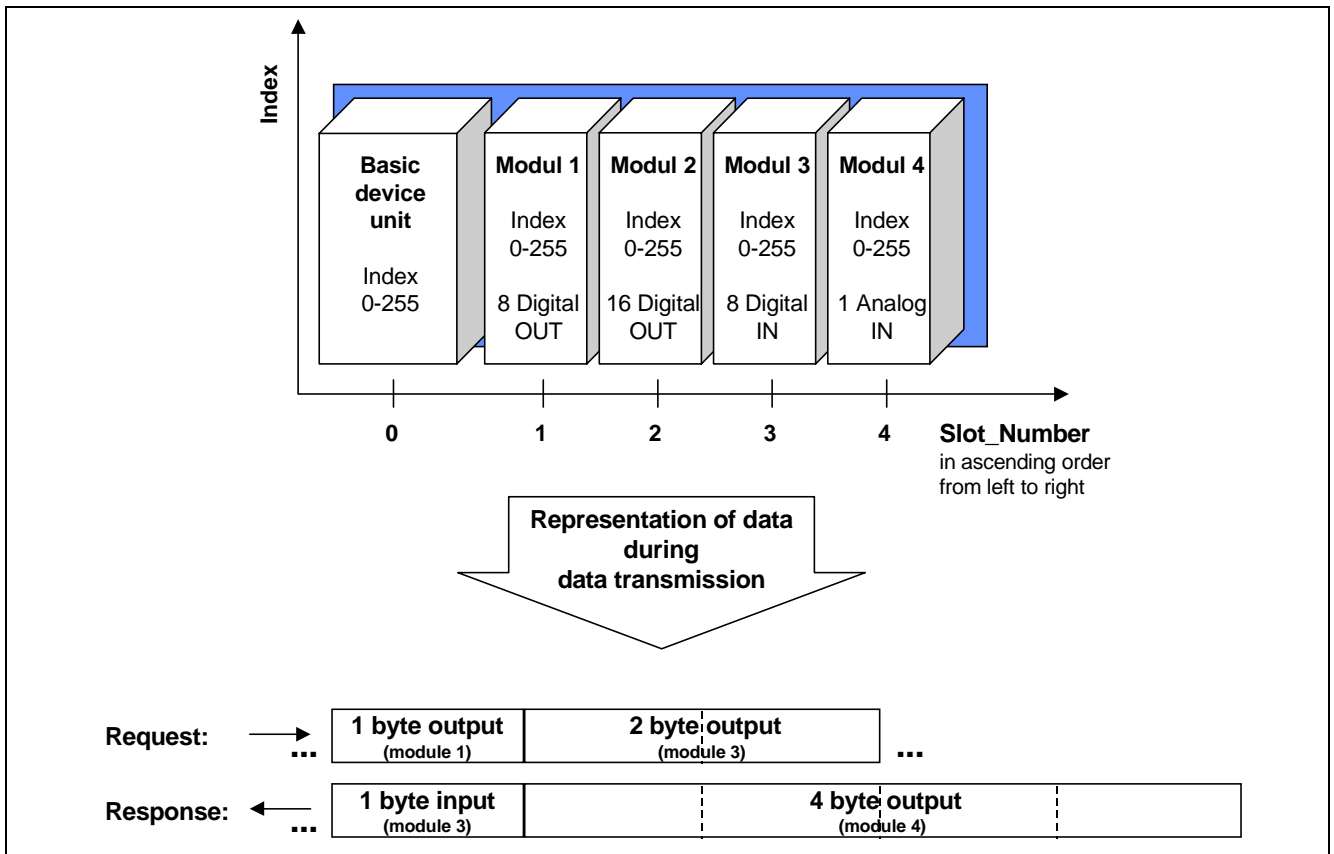 Index
Basic
device
unit
Index
0-255
Modul 1
Index
0-255
8 Digital
OUT
Modul 2
Index
0-255
16 Digital
OUT
Modul 3
Index
0-255
8 Digital
IN
Modul 4
Index
0-255
1 Analog
IN
0 1 2 3 4 Slot_Number
in ascending order
from left to right
Representation of data
during
data transmission
Request: ... 1 byte output 2 byte output ...
(module 1) (module 3)
Response: ... 1 byte input 4 byte output
(module 3) (module 4)